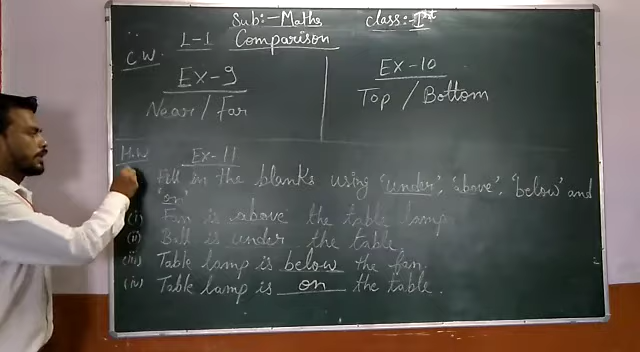 Sub:- Maths Class:- Ist
L-1 Comparison
C.W.
Ex-9 Ex-10
Near / Far Top / Bottom
H.W Ex-11
Fill in the blanks using 'under', 'above', 'below' and
'on'
(i) Fan is above the table lamp
(ii) Ball is under the table.
(iii) Table lamp is below the fan
(iv) Table lamp is on the table.